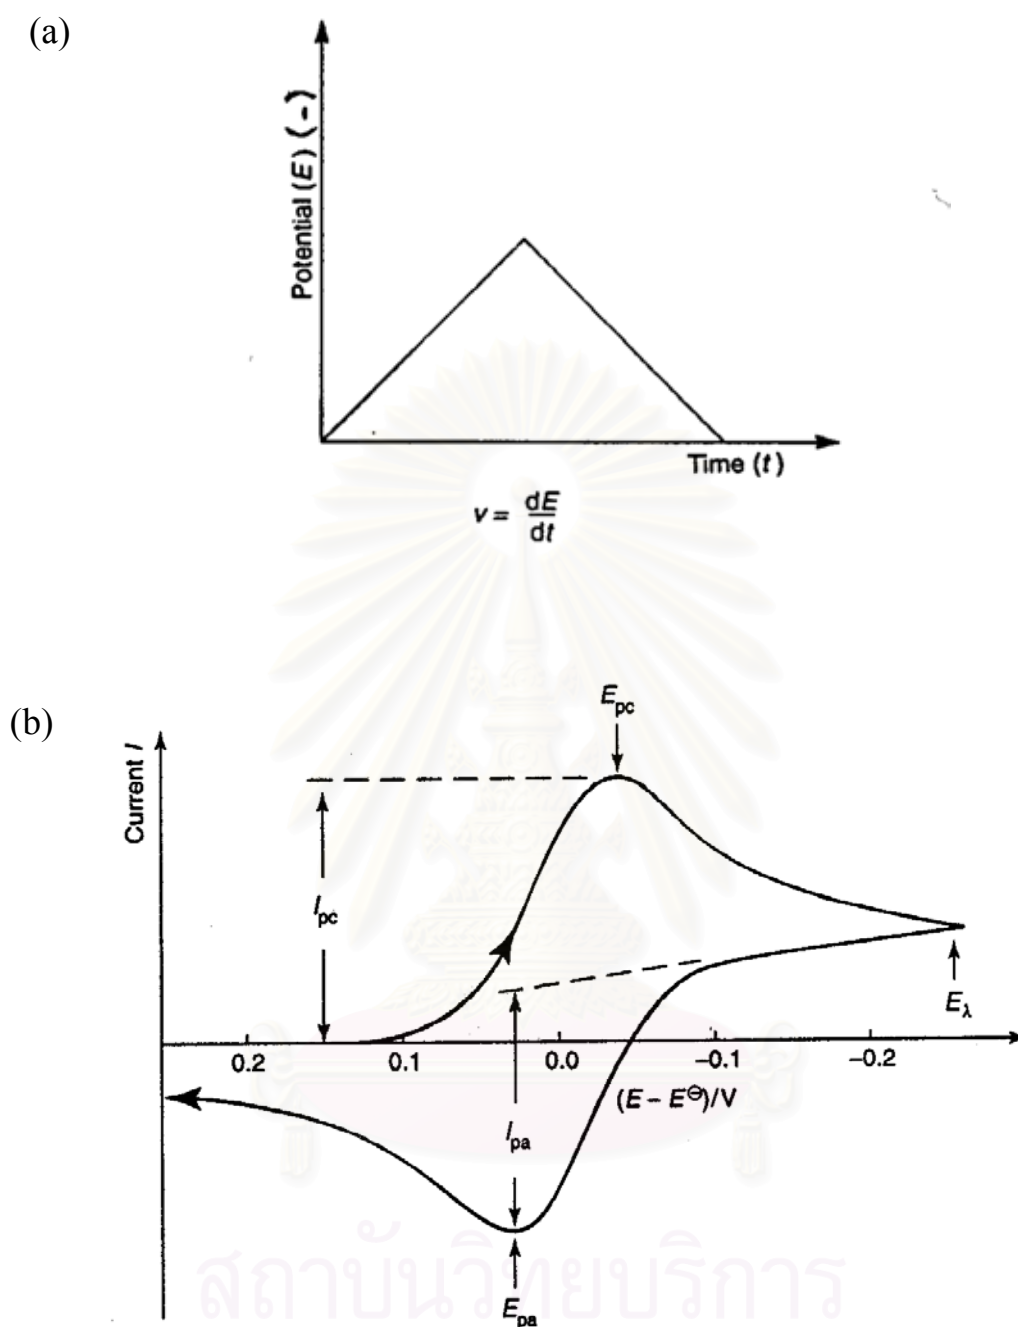 (a)
Potential (E) (-)
Time (t)
v = dE/dt
(b)
Current I
E_pc
I_pc
E_λ
0.2 0.1 0.0 -0.1 -0.2
(E - E^⊖)/V
I_pa
E_pa
สถาบันวิทยบริการ